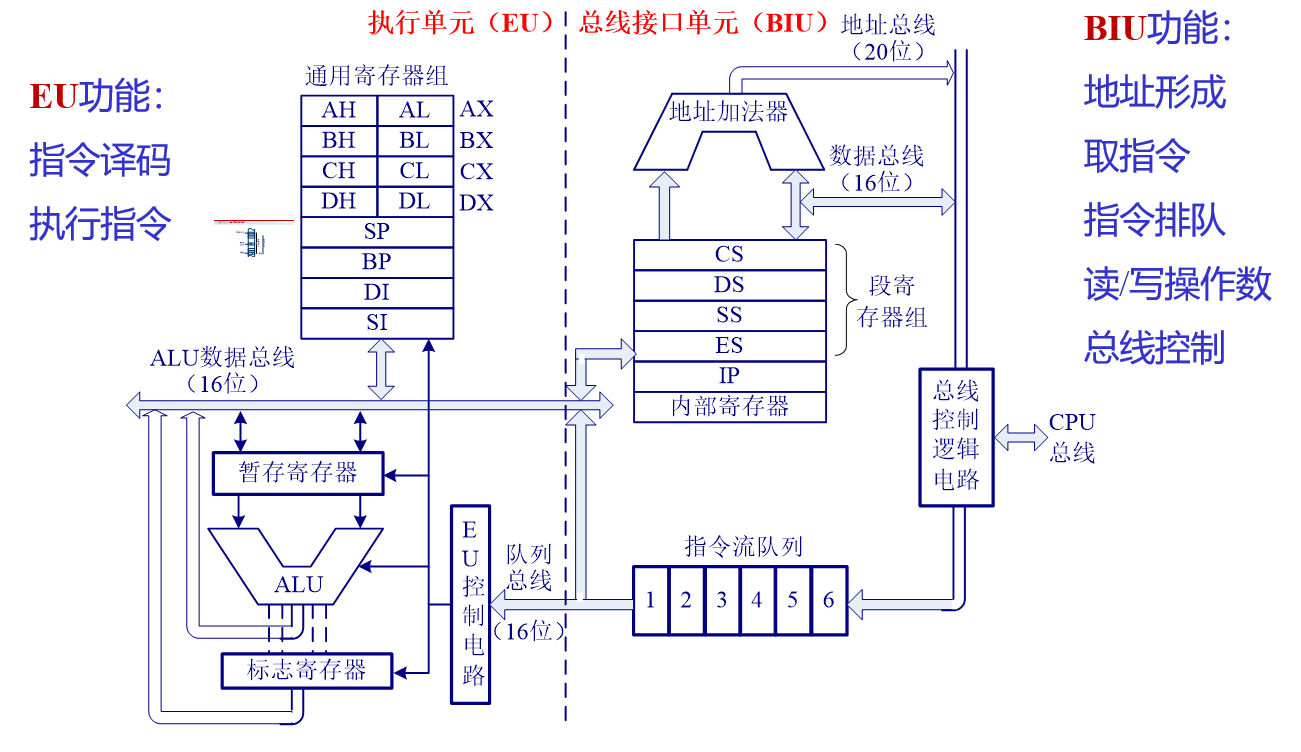 执行单元（EU）
总线接口单元（BIU）
EU功能：
指令译码
执行指令
通用寄存器组
AH AL AX
BH BL BX
CH CL CX
DH DL DX
SP
BP
DI
SI
ALU数据总线
（16位）
暂存寄存器
ALU
标志寄存器
EU控制电路
队列
总线
（16位）
地址总线
（20位）
地址加法器
数据总线
（16位）
CS
DS
SS
ES
IP
内部寄存器
段寄
存器组
指令流队列
1 2 3 4 5 6
总线
控制
逻辑
电路
CPU
总线
BIU功能：
地址形成
取指令
指令排队
读/写操作数
总线控制